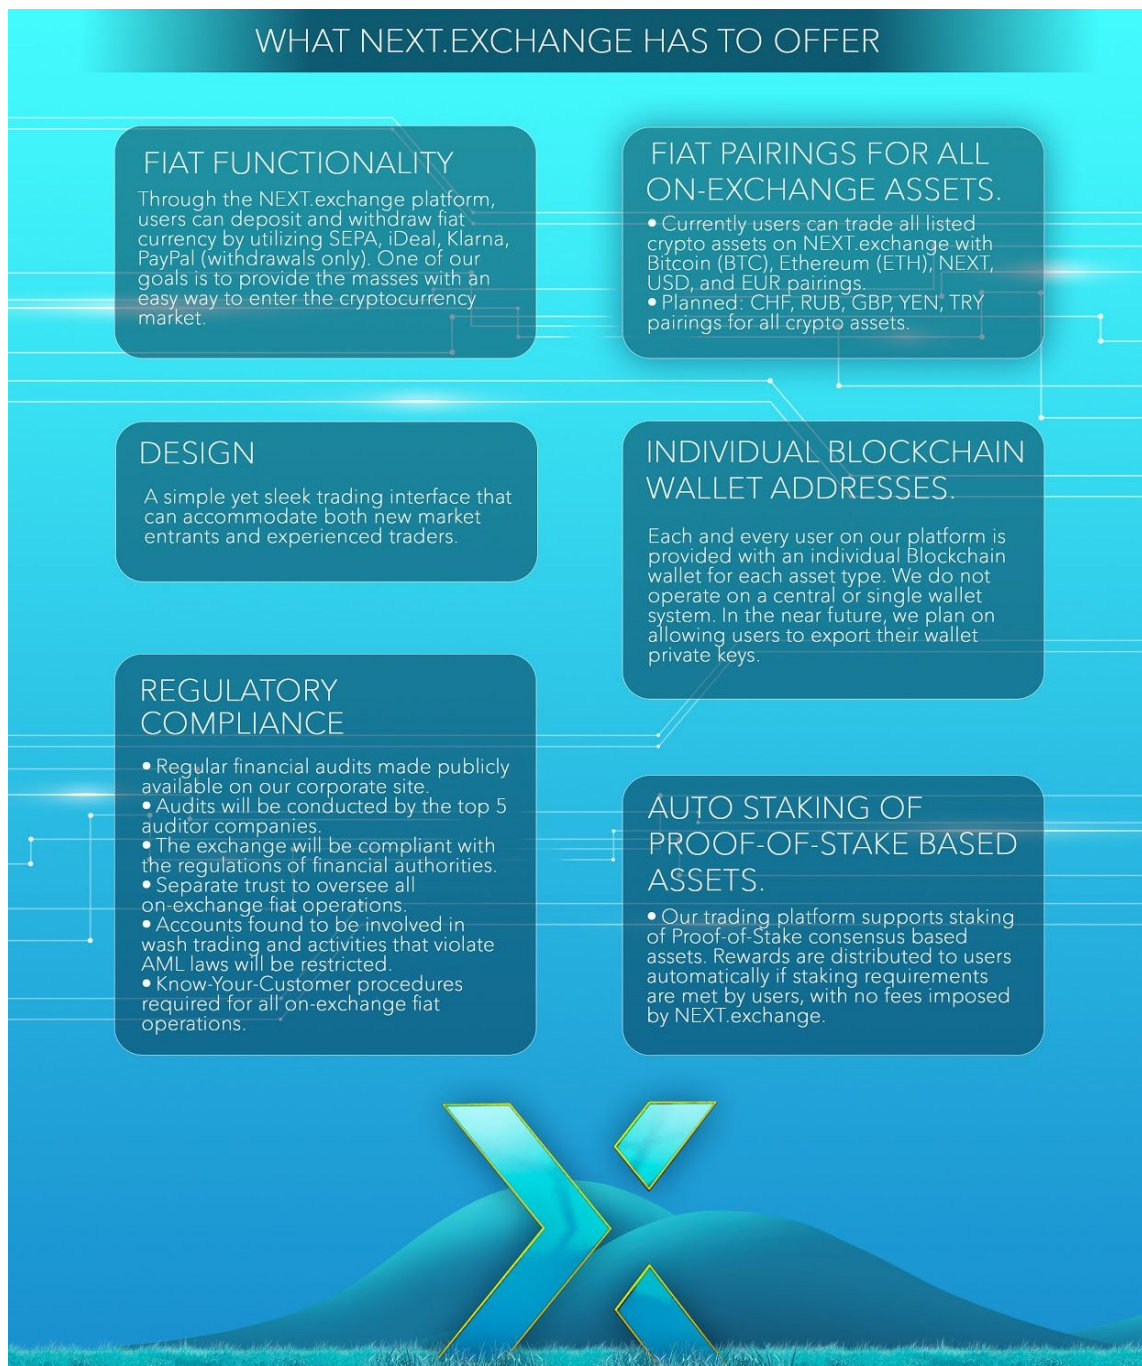 WHAT NEXT.EXCHANGE HAS TO OFFER
FIAT FUNCTIONALITY
Through the NEXT.exchange platform,
users can deposit and withdraw fiat
currency by utilizing SEPA, iDeal, Klarna,
PayPal (withdrawals only). One of our
goals is to provide the masses with an
easy way to enter the cryptocurrency
market.
FIAT PAIRINGS FOR ALL
ON-EXCHANGE ASSETS.
• Currently users can trade all listed
crypto assets on NEXT.exchange with
Bitcoin (BTC), Ethereum (ETH), NEXT,
USD, and EUR pairings.
• Planned: CHF, RUB, GBP, YEN, TRY
pairings for all crypto assets.
DESIGN
A simple yet sleek trading interface that
can accommodate both new market
entrants and experienced traders.
INDIVIDUAL BLOCKCHAIN
WALLET ADDRESSES.
Each and every user on our platform is
provided with an individual Blockchain
wallet for each asset type. We do not
operate on a central or single wallet
system. In the near future, we plan on
allowing users to export their wallet
private keys.
REGULATORY
COMPLIANCE
• Regular financial audits made publicly
available on our corporate site.
• Audits will be conducted by the top 5
auditor companies.
• The exchange will be compliant with
the regulations of financial authorities.
• Separate trust to oversee all
on-exchange fiat operations.
• Accounts found to be involved in
wash trading and activities that violate
AML laws will be restricted.
• Know-Your-Customer procedures
required for all on-exchange fiat
operations.
AUTO STAKING OF
PROOF-OF-STAKE BASED
ASSETS.
• Our trading platform supports staking
of Proof-of-Stake consensus based
assets. Rewards are distributed to users
automatically if staking requirements
are met by users, with no fees imposed
by NEXT.exchange.